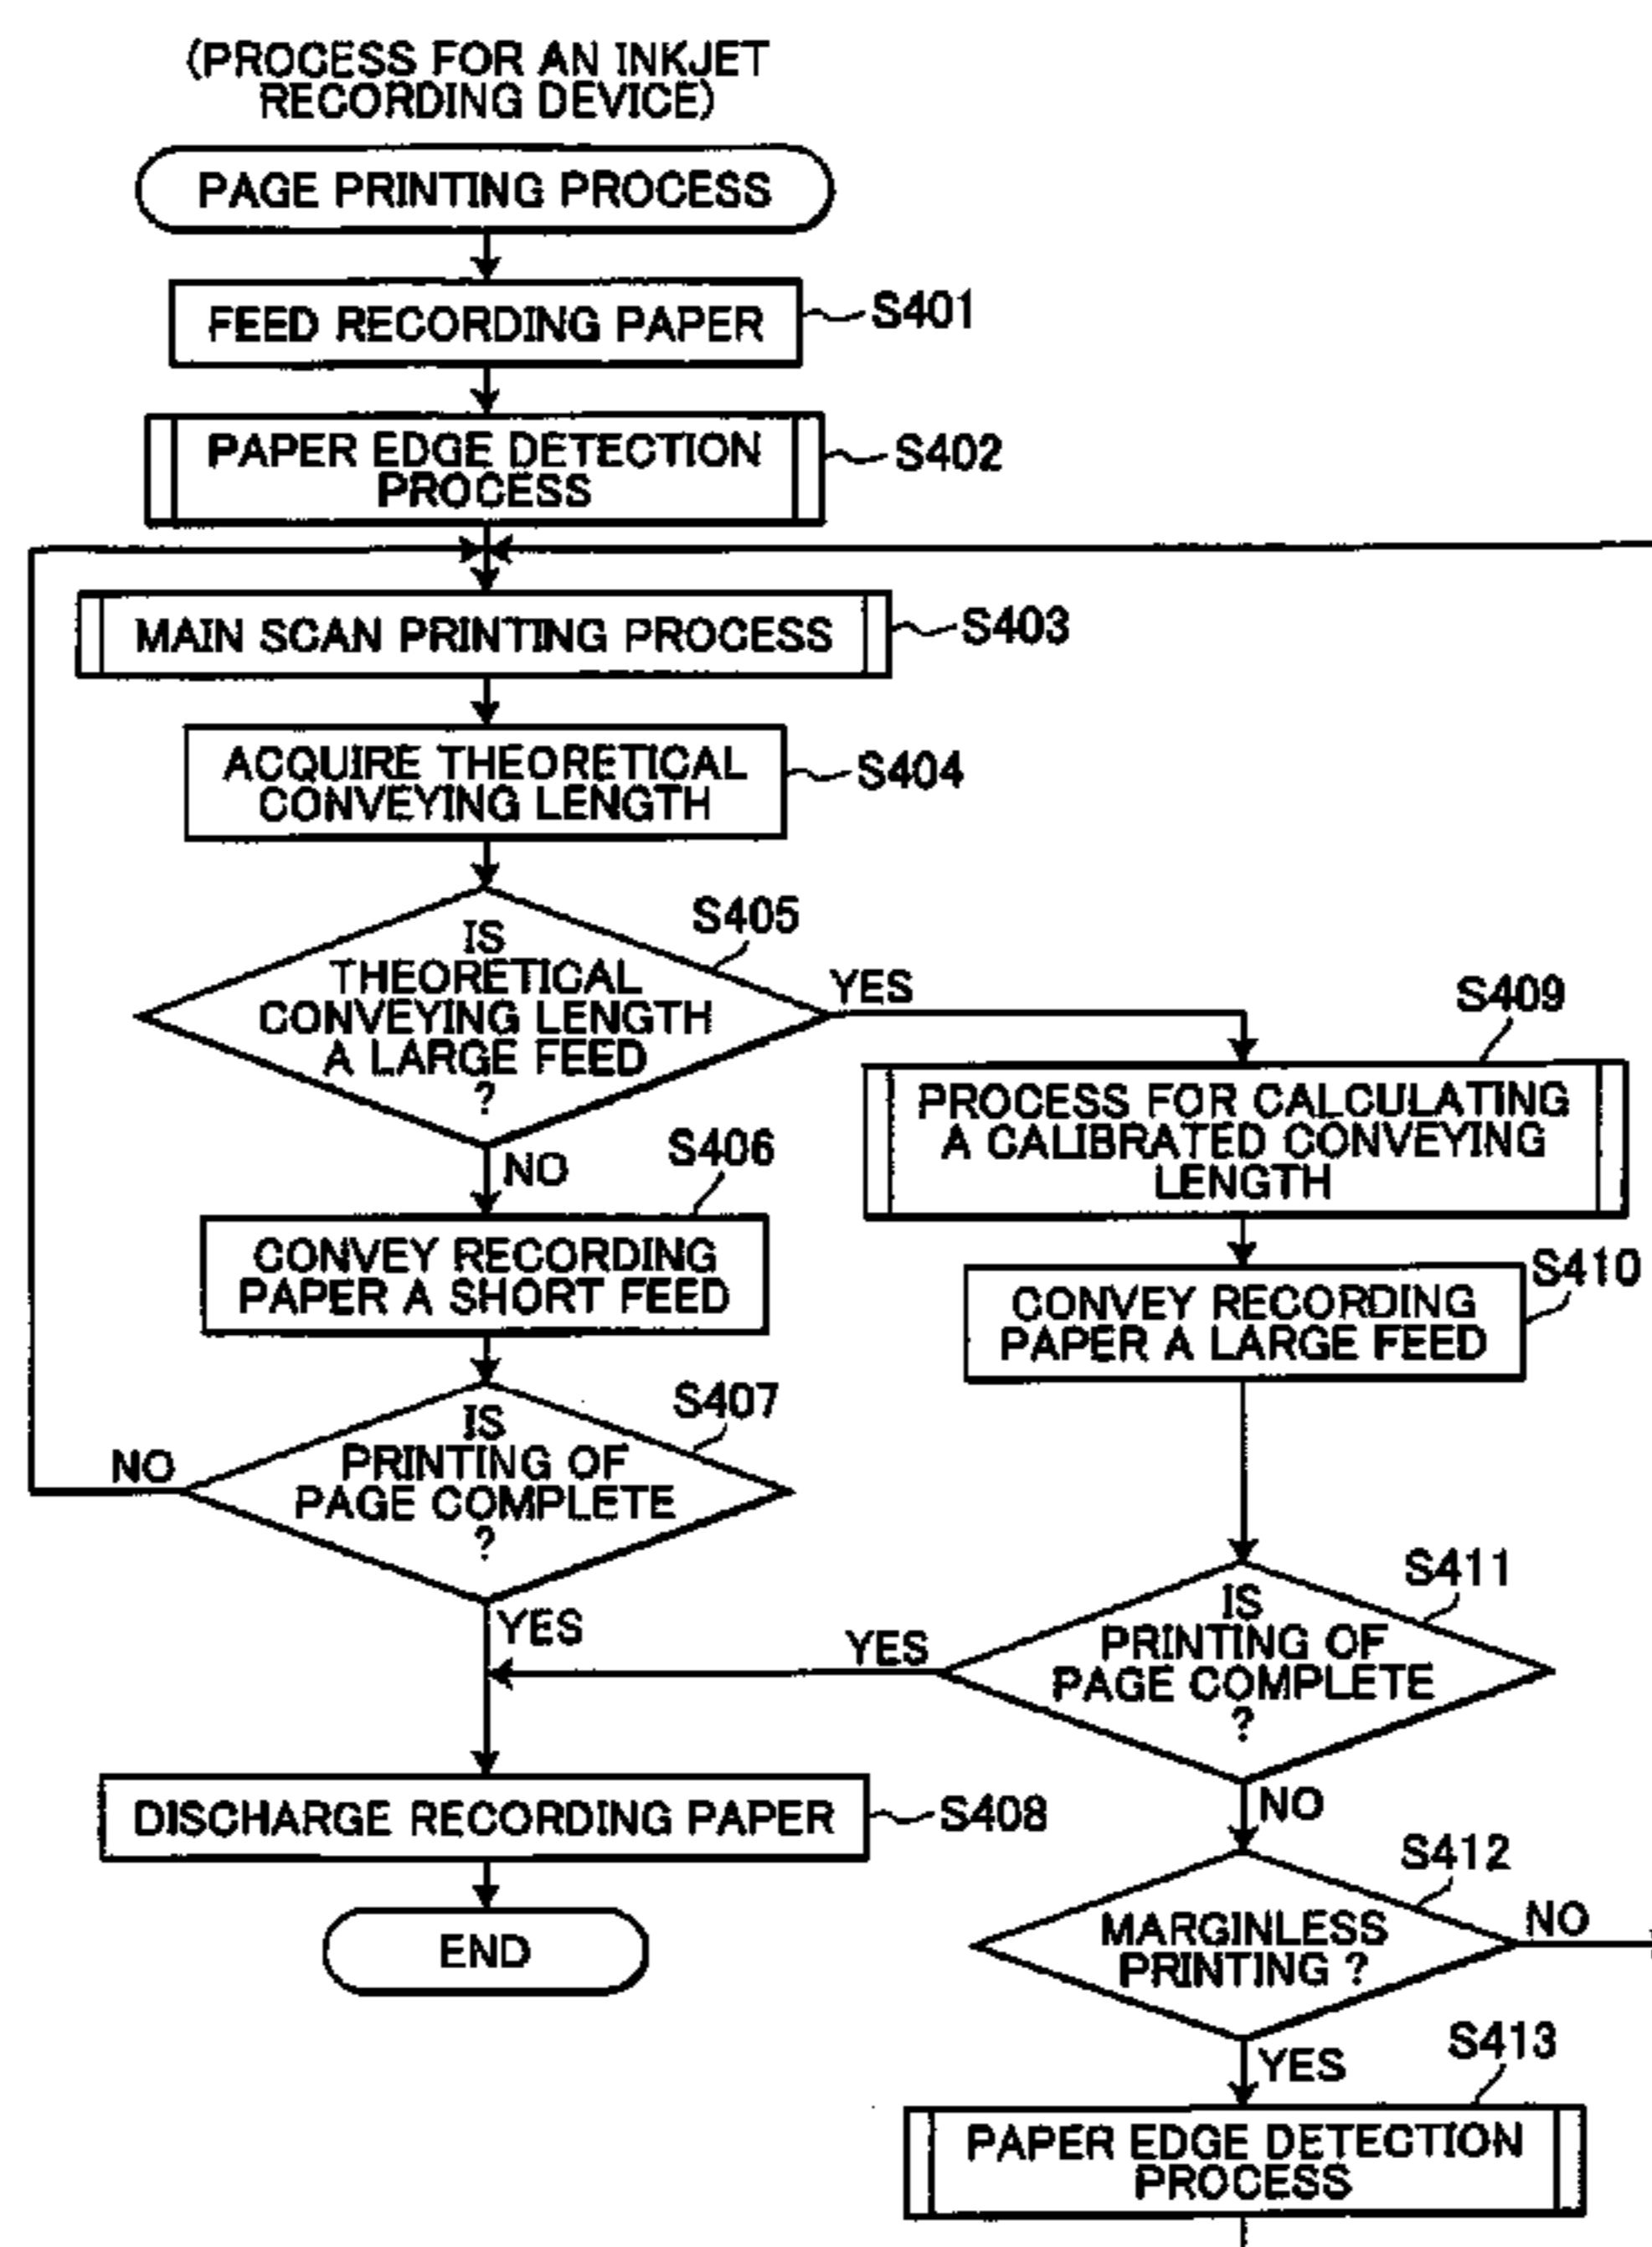 (PROCESS FOR AN INKJET
RECORDING DEVICE)
PAGE PRINTING PROCESS
FEED RECORDING PAPER
S401
PAPER EDGE DETECTION
PROCESS
S402
MAIN SCAN PRINTING PROCESS
S403
ACQUIRE THEORETICAL
CONVEYING LENGTH
S404
IS
THEORETICAL
CONVEYING LENGTH
A LARGE FEED
?
S405
YES
NO
CONVEY RECORDING
PAPER A SHORT FEED
S406
IS
PRINTING OF
PAGE COMPLETE
?
S407
NO
YES
DISCHARGE RECORDING PAPER
S408
END
PROCESS FOR CALCULATING
A CALIBRATED CONVEYING
LENGTH
S409
CONVEY RECORDING
PAPER A LARGE FEED
S410
IS
PRINTING OF
PAGE COMPLETE
?
S411
YES
NO
MARGINLESS
PRINTING ?
S412
NO
YES
PAPER EDGE DETECTION
PROCESS
S413